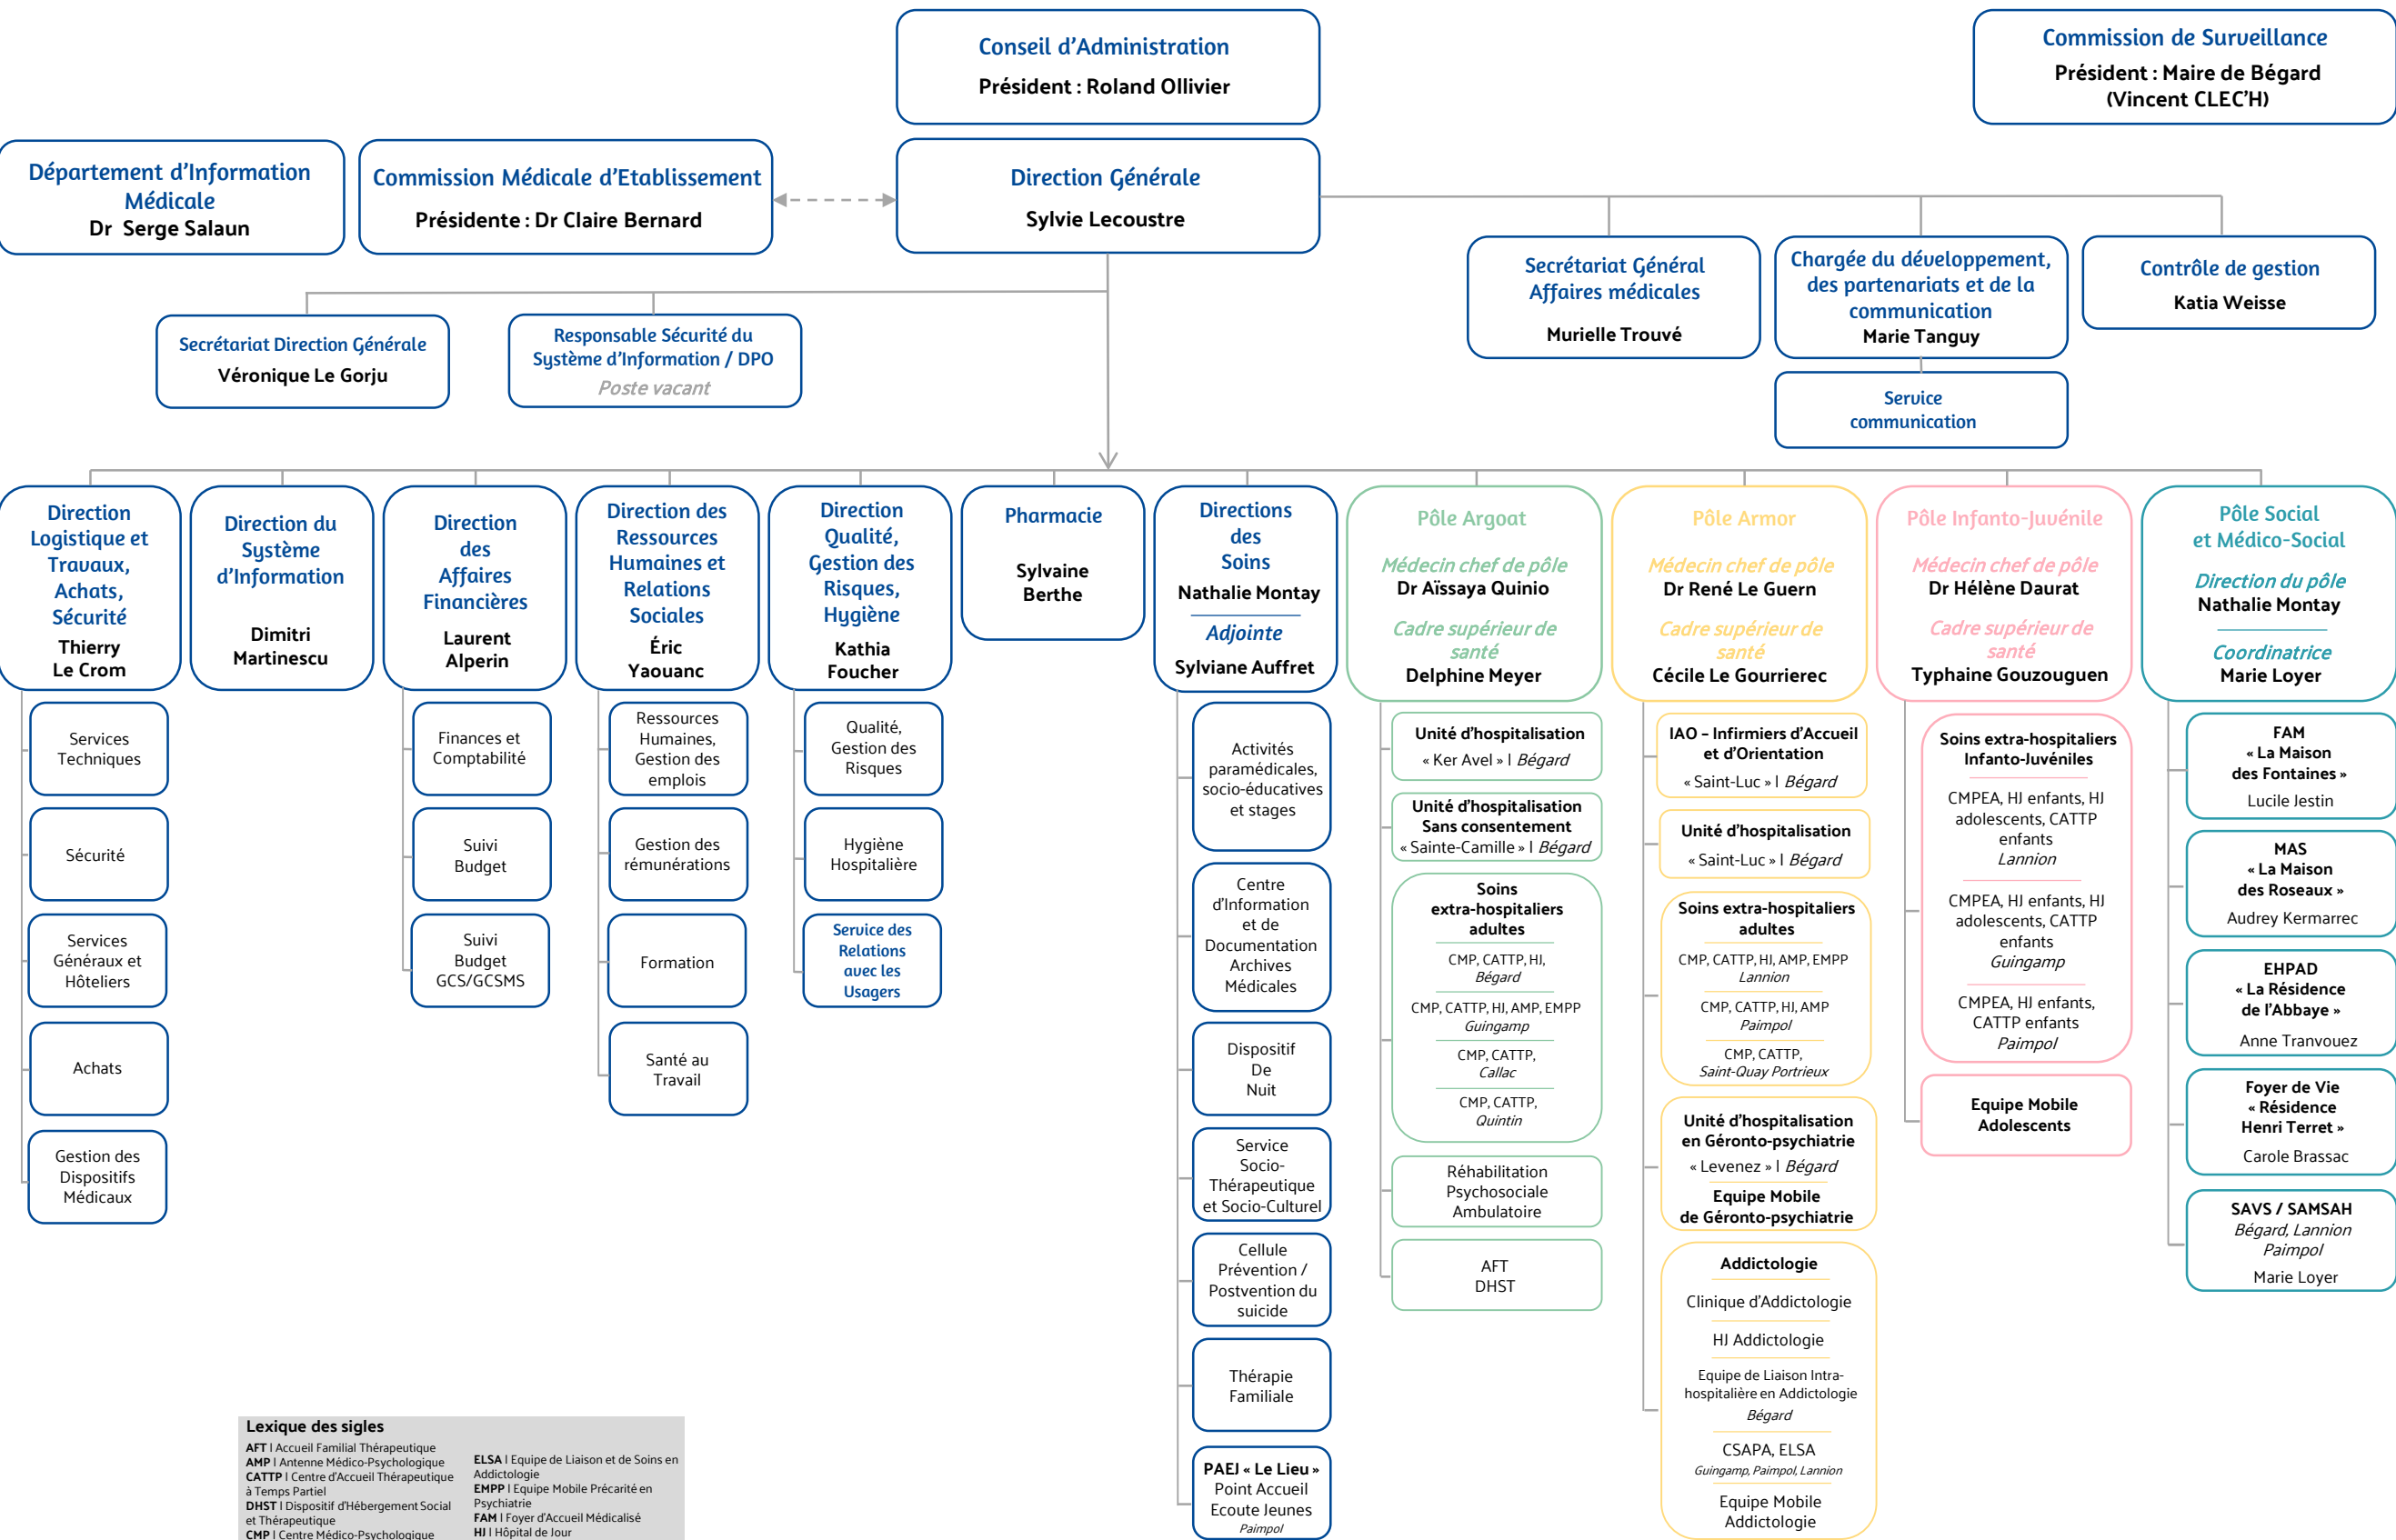 Conseil d'Administration
Président : Roland Ollivier
Commission de Surveillance
Président : Maire de Bégard
(Vincent CLEC'H)
Département d'Information
Médicale
Dr Serge Salaun
Commission Médicale d'Etablissement
Présidente : Dr Claire Bernard
Direction Générale
Sylvie Lecoustre
Secrétariat Général
Affaires médicales
Murielle Trouvé
Chargée du développement,
des partenariats et de la
communication
Marie Tanguy
Contrôle de gestion
Katia Weisse
Secrétariat Direction Générale
Véronique Le Gorju
Responsable Sécurité du
Système d'Information / DPO
Poste vacant
Service
communication
Direction
Logistique et
Travaux,
Achats,
Sécurité
Thierry
Le Crom
Services
Techniques
Sécurité
Services
Généraux et
Hôteliers
Achats
Gestion des
Dispositifs
Médicaux
Direction du
Système
d'Information
Dimitri
Martinescu
Direction
des
Affaires
Financières
Laurent
Alperin
Finances et
Comptabilité
Suivi
Budget
Suivi
Budget
GCS/GCSMS
Direction des
Ressources
Humaines et
Relations
Sociales
Éric
Yaouanc
Ressources
Humaines,
Gestion des
emplois
Gestion des
rémunérations
Formation
Santé au
Travail
Direction
Qualité,
Gestion des
Risques,
Hygiène
Kathia
Foucher
Qualité,
Gestion des
Risques
Hygiène
Hospitalière
Service des
Relations
avec les
Usagers
Pharmacie
Sylvaine
Berthe
Directions
des
Soins
Nathalie Montay
Adjointe
Sylviane Auffret
Activités
paramédicales,
socio-éducatives
et stages
Centre
d'Information
et de
Documentation
Archives
Médicales
Dispositif
De
Nuit
Service
Socio-
Thérapeutique
et Socio-Culturel
Cellule
Prévention /
Postvention du
suicide
Thérapie
Familiale
PAEJ « Le Lieu »
Point Accueil
Ecoute Jeunes
Paimpol
Pôle Argoat
Médecin chef de pôle
Dr Aïssaya Quinio
Cadre supérieur de
santé
Delphine Meyer
Unité d'hospitalisation
« Ker Avel » l Bégard
Unité d'hospitalisation
Sans consentement
« Sainte-Camille » l Bégard
Soins
extra-hospitaliers
adultes
CMP, CATTP, HJ,
Bégard
CMP, CATTP, HJ, AMP, EMPP
Guingamp
CMP, CATTP,
Callac
CMP, CATTP,
Quintin
Réhabilitation
Psychosociale
Ambulatoire
AFT
DHST
Pôle Armor
Médecin chef de pôle
Dr René Le Guern
Cadre supérieur de
santé
Cécile Le Gourrierec
IAO – Infirmiers d'Accueil
et d'Orientation
« Saint-Luc » l Bégard
Unité d'hospitalisation
« Saint-Luc » l Bégard
Soins extra-hospitaliers
adultes
CMP, CATTP, HJ, AMP, EMPP
Lannion
CMP, CATTP, HJ, AMP
Paimpol
CMP, CATTP,
Saint-Quay Portrieux
Unité d'hospitalisation
en Géronto-psychiatrie
« Levenez » l Bégard
Equipe Mobile
de Géronto-psychiatrie
Addictologie
Clinique d'Addictologie
HJ Addictologie
Equipe de Liaison Intra-
hospitalière en Addictologie
Bégard
CSAPA, ELSA
Guingamp, Paimpol, Lannion
Equipe Mobile
Addictologie
Pôle Infanto-Juvénile
Médecin chef de pôle
Dr Hélène Daurat
Cadre supérieur de
santé
Typhaine Gouzouguen
Soins extra-hospitaliers
Infanto-Juvéniles
CMPEA, HJ enfants, HJ
adolescents, CATTP
enfants
Lannion
CMPEA, HJ enfants, HJ
adolescents, CATTP
enfants
Guingamp
CMPEA, HJ enfants,
CATTP enfants
Paimpol
Equipe Mobile
Adolescents
Pôle Social
et Médico-Social
Direction du pôle
Nathalie Montay
Coordinatrice
Marie Loyer
FAM
« La Maison
des Fontaines »
Lucile Jestin
MAS
« La Maison
des Roseaux »
Audrey Kermarrec
EHPAD
« La Résidence
de l'Abbaye »
Anne Tranvouez
Foyer de Vie
« Résidence
Henri Terret »
Carole Brassac
SAVS / SAMSAH
Bégard, Lannion
Paimpol
Marie Loyer
Lexique des sigles
AFT l Accueil Familial Thérapeutique
AMP l Antenne Médico-Psychologique
CATTP l Centre d'Accueil Thérapeutique
à Temps Partiel
DHST l Dispositif d'Hébergement Social
et Thérapeutique
CMP l Centre Médico-Psychologique
ELSA l Equipe de Liaison et de Soins en
Addictologie
EMPP l Equipe Mobile Précarité en
Psychiatrie
FAM l Foyer d'Accueil Médicalisé
HJ l Hôpital de Jour